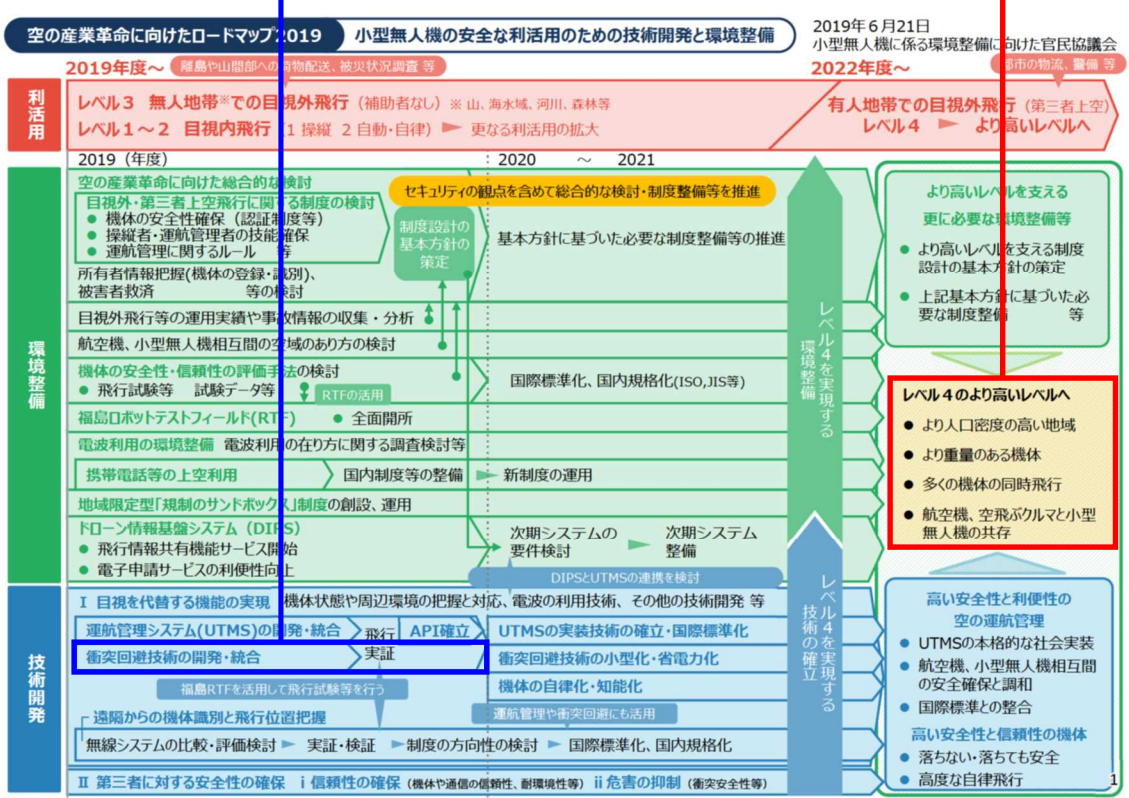 空の産業革命に向けたロードマップ2019
小型無人機の安全な利活用のための技術開発と環境整備
2019年6月21日
小型無人機に係る環境整備に向けた官民協議会
2019年度～
離島や山間部への荷物配送、被災状況調査 等
2022年度～
都市の物流、警備 等
利活用
レベル3 無人地帯※での目視外飛行（補助者なし）※ 山、海水域、河川、森林等
レベル1～2 目視内飛行（1 操縦 2 自動・自律） 更なる利活用の拡大
有人地帯での目視外飛行（第三者上空）
レベル4 より高いレベルへ
2019（年度）
2020 ～ 2021
環境整備
空の産業革命に向けた総合的な検討
セキュリティの観点を含めて総合的な検討・制度整備等を推進
目視外・第三者上空飛行に関する制度の検討
● 機体の安全性確保（認証制度等）
● 操縦者・運航管理者の技能確保
● 運航管理に関するルール 等
制度設計の
基本方針の
策定
基本方針に基づいた必要な制度整備等の推進
所有者情報把握(機体の登録・識別)、
被害者救済 等の検討
目視外飛行等の運用実績や事故情報の収集・分析
航空機、小型無人機相互間の空域のあり方の検討
機体の安全性・信頼性の評価手法の検討
● 飛行試験等 試験データ等
RTFの活用
国際標準化、国内規格化(ISO,JIS等)
福島ロボットテストフィールド(RTF) ● 全面開所
電波利用の環境整備 電波利用の在り方に関する調査検討等
携帯電話等の上空利用
国内制度等の整備
新制度の運用
地域限定型「規制のサンドボックス」制度の創設、運用
ドローン情報基盤システム（DIPS）
● 飛行情報共有機能サービス開始
● 電子申請サービスの利便性向上
次期システムの
要件検討
次期システム
整備
DIPSとUTMSの連携を検討
レベル4を実現する
環境整備
より高いレベルを支える
更に必要な環境整備等
● より高いレベルを支える制度
設計の基本方針の策定
● 上記基本方針に基づいた必
要な制度整備 等
レベル4のより高いレベルへ
● より人口密度の高い地域
● より重量のある機体
● 多くの機体の同時飛行
● 航空機、空飛ぶクルマと小型
無人機の共存
技術開発
Ⅰ 目視を代替する機能の実現 機体状態や周辺環境の把握と対応、電波の利用技術、その他の技術開発 等
運航管理システム(UTMS)の開発・統合
飛行
実証
API確立
UTMSの実装技術の確立・国際標準化
衝突回避技術の開発・統合
衝突回避技術の小型化・省電力化
機体の自律化・知能化
福島RTFを活用して飛行試験等を行う
運航管理や衝突回避にも活用
遠隔からの機体識別と飛行位置把握
無線システムの比較・評価検討
実証・検証
制度の方向性の検討
国際標準化、国内規格化
Ⅱ 第三者に対する安全性の確保 ⅰ 信頼性の確保（機体や通信の信頼性、耐環境性等）ⅱ 危害の抑制（衝突安全性等）
レベル4を実現する
技術の確立
高い安全性と利便性の
空の運航管理
● UTMSの本格的な社会実装
● 航空機、小型無人機相互間
の安全確保と調和
● 国際標準との整合
高い安全性と信頼性の機体
● 落ちない・落ちても安全
● 高度な自律飛行
1